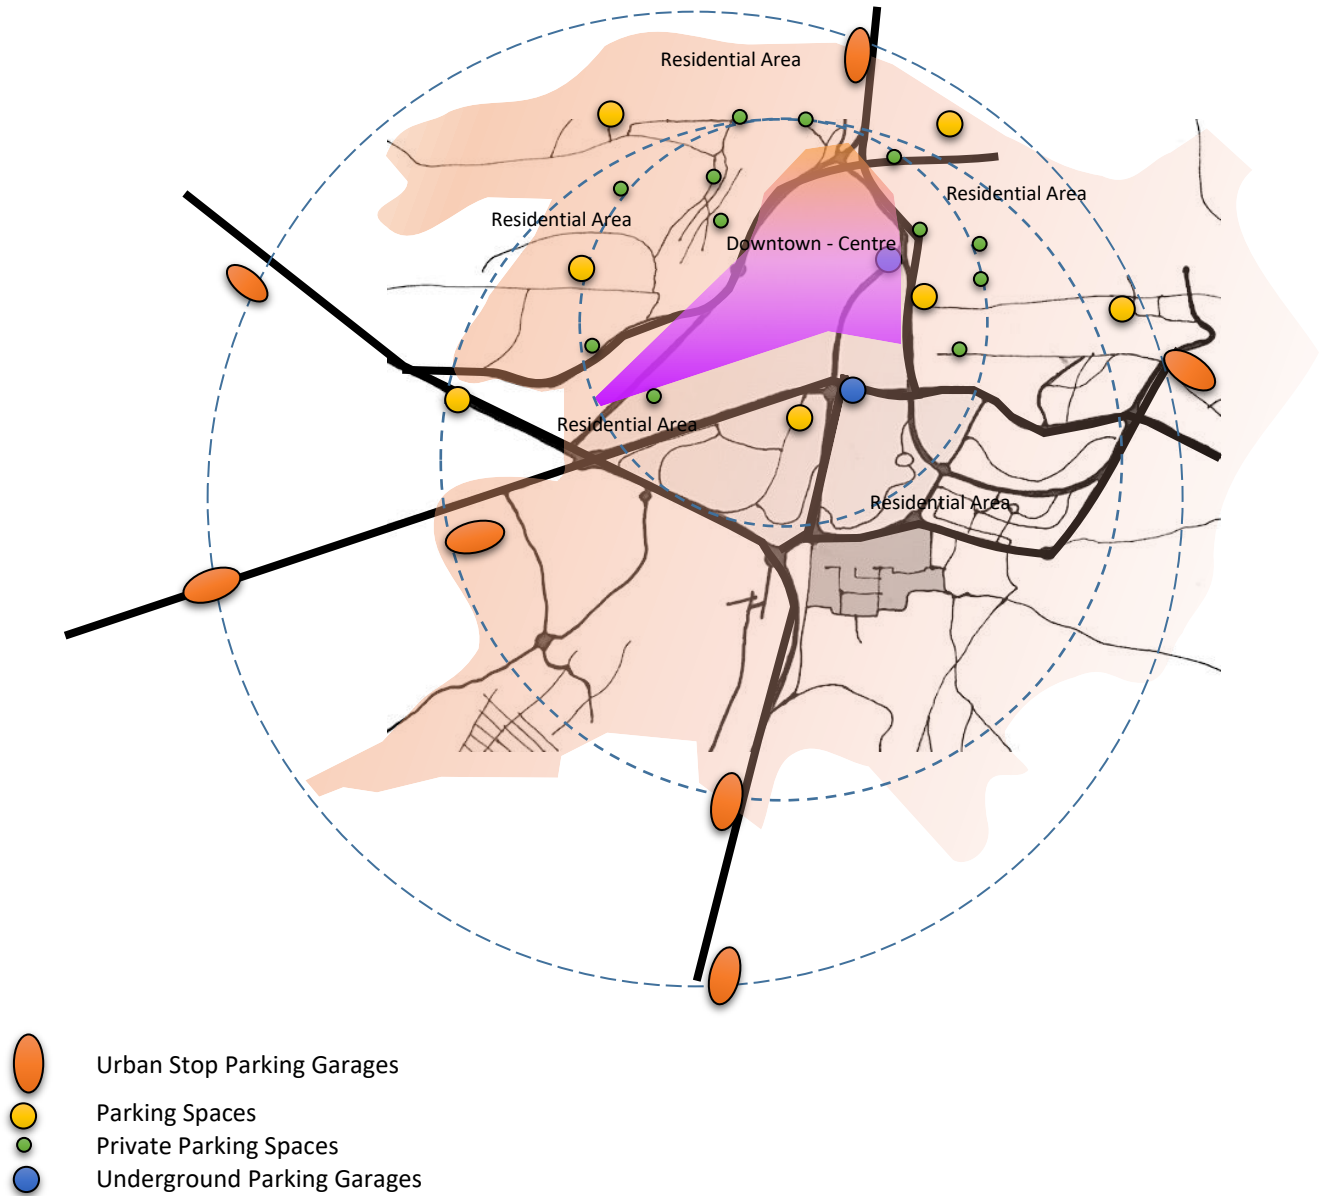 Residential Area
Residential Area
Residential Area
Downtown - Centre
Residential Area
Residential Area
Urban Stop Parking Garages
Parking Spaces
Private Parking Spaces
Underground Parking Garages